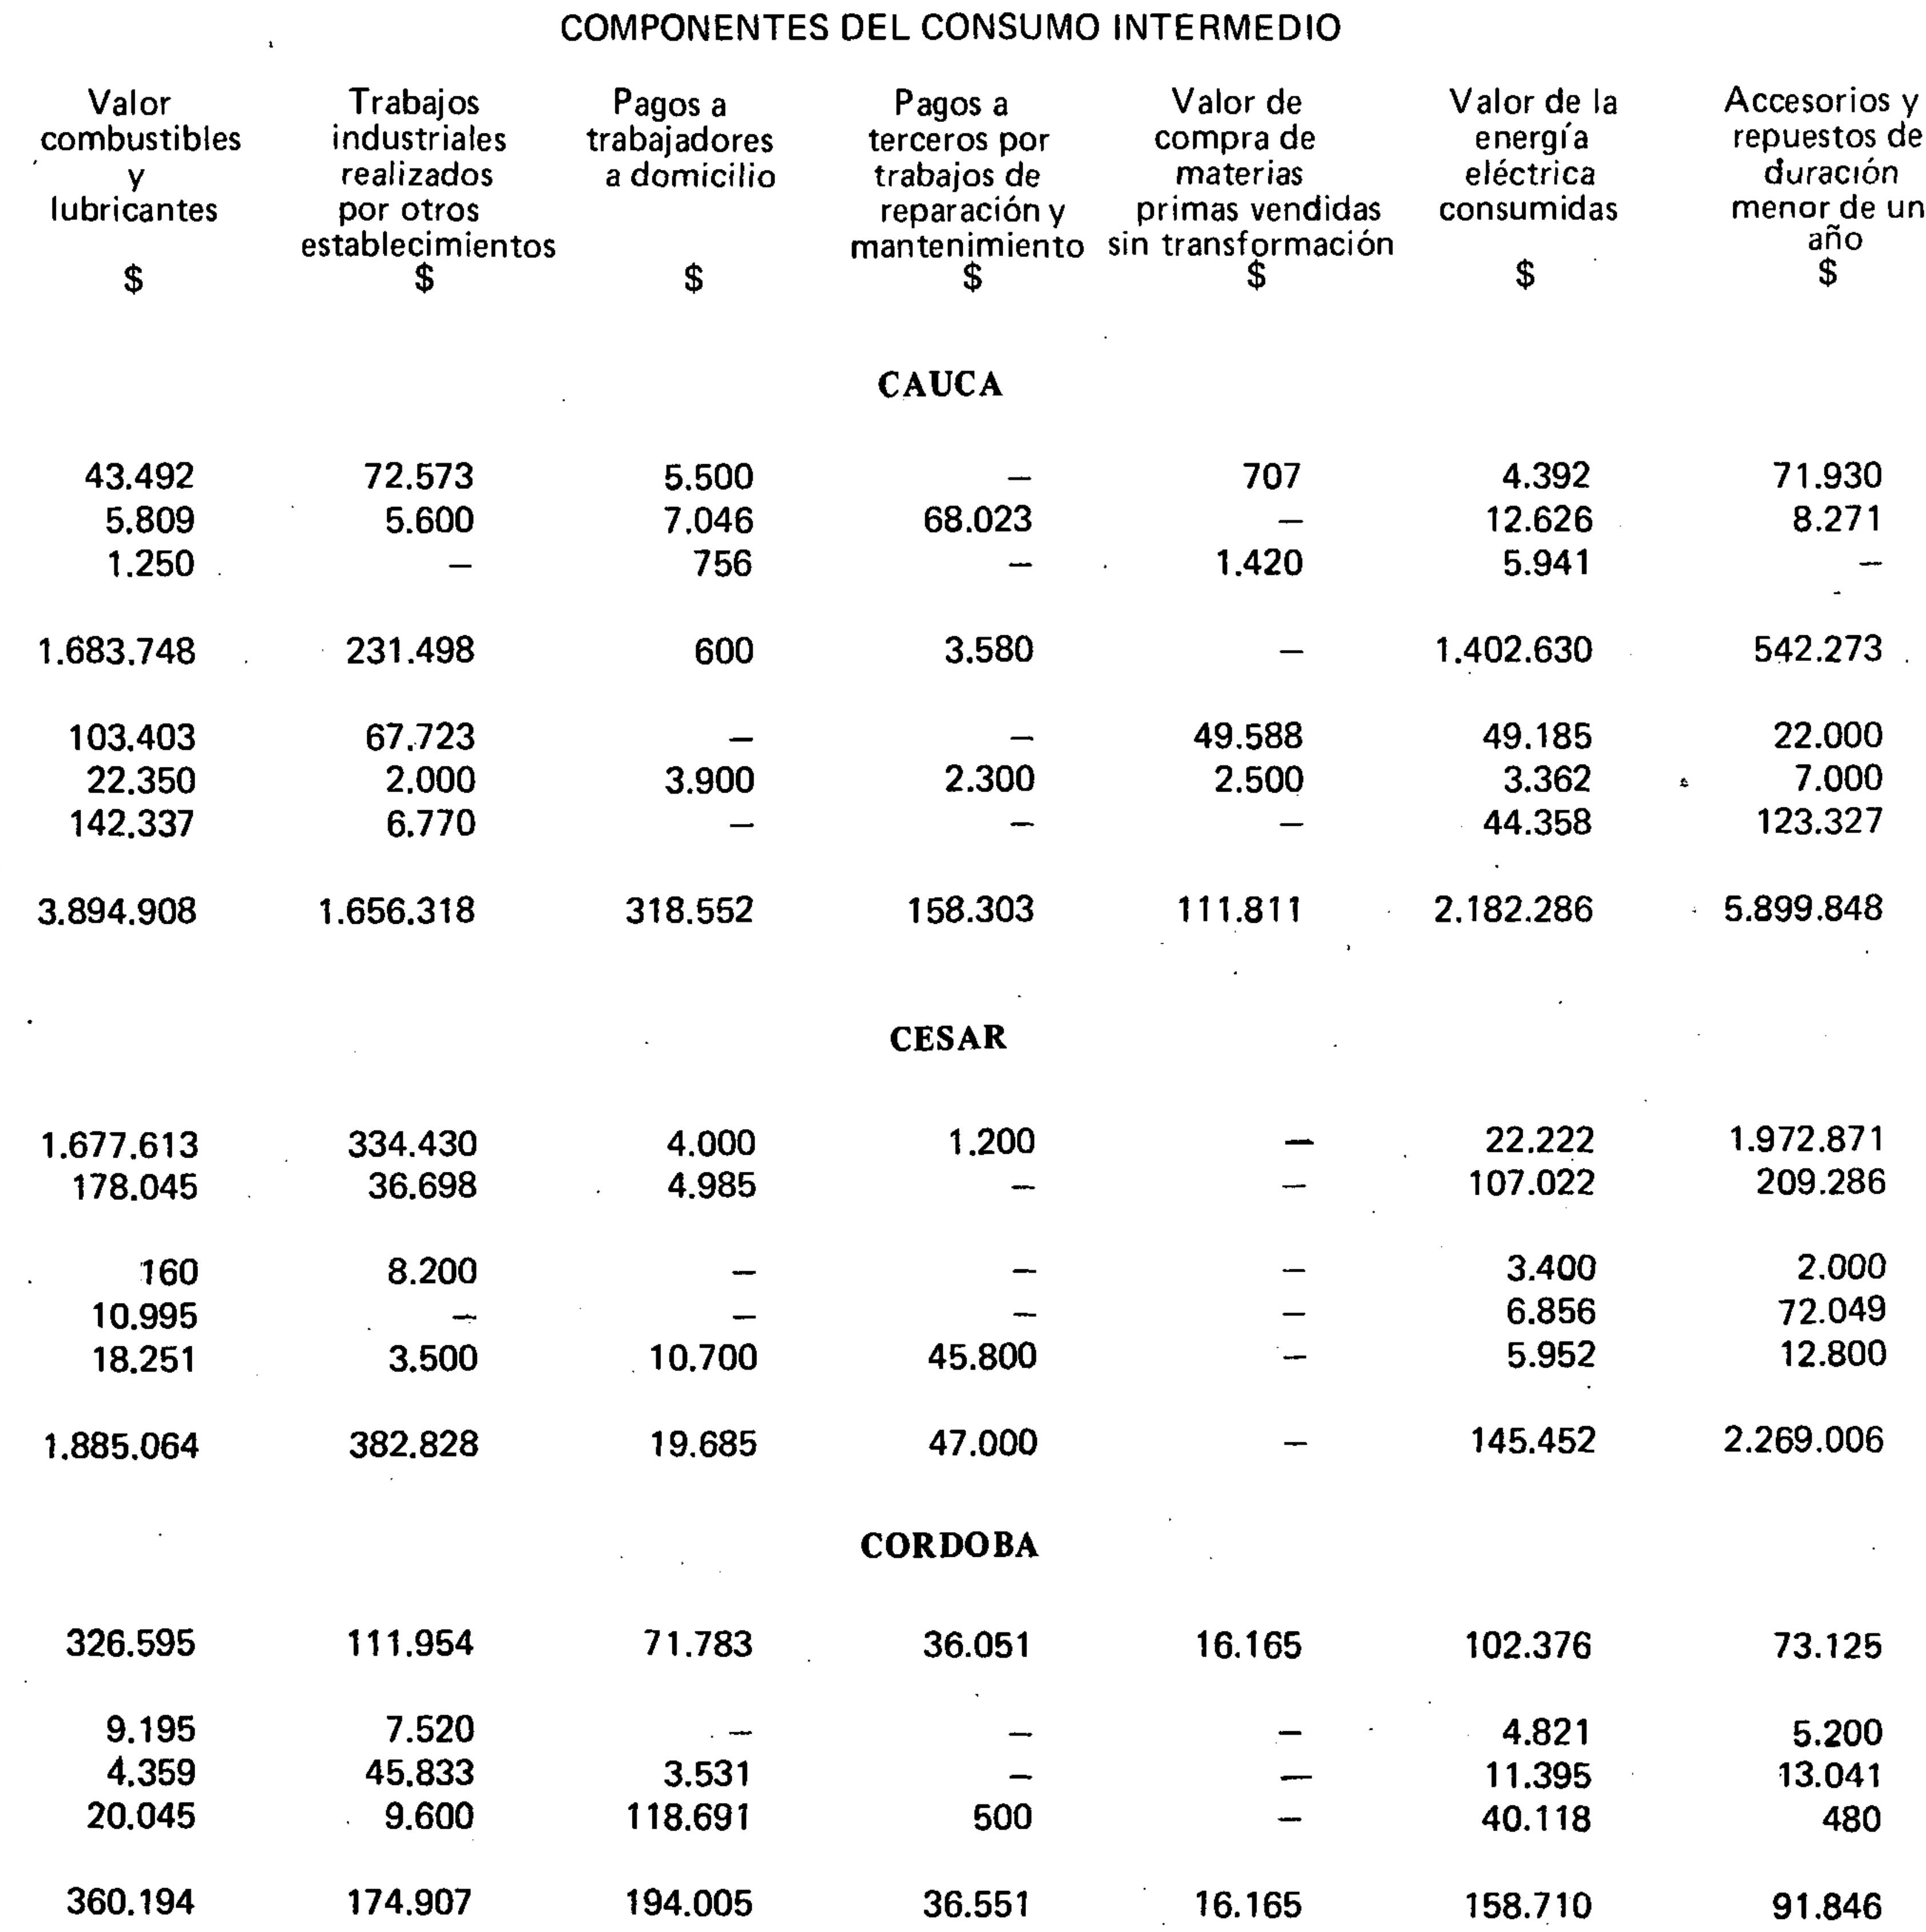 COMPONENTES DEL CONSUMO INTERMEDIO
Valor Trabajos Pagos a Pagos a Valor de Valor de la Accesorios y
combustibles industriales trabajadores terceros por compra de energía repuestos de
y realizados a domicilio trabajos de materias eléctrica duración
lubricantes por otros reparación y primas vendidas consumidas menor de un
establecimientos mantenimiento sin transformación año
$ $ $ $ $ $ $
CAUCA
43.492 72.573 5.500 — 707 4.392 71.930
5.809 5.600 7.046 68.023 — 12.626 8.271
1.250 — 756 — 1.420 5.941 —
1.683.748 231.498 600 3.580 — 1.402.630 542.273
103.403 67.723 — — 49.588 49.185 22.000
22.350 2.000 3.900 2.300 2.500 3.362 7.000
142.337 6.770 — — — 44.358 123.327
3.894.908 1.656.318 318.552 158.303 111.811 2.182.286 5.899.848
CESAR
1.677.613 334.430 4.000 1.200 — 22.222 1.972.871
178.045 36.698 4.985 — — 107.022 209.286
160 8.200 — — — 3.400 2.000
10.995 — — — — 6.856 72.049
18.251 3.500 10.700 45.800 — 5.952 12.800
1.885.064 382.828 19.685 47.000 — 145.452 2.269.006
CORDOBA
326.595 111.954 71.783 36.051 16.165 102.376 73.125
9.195 7.520 — — — 4.821 5.200
4.359 45.833 3.531 — — 11.395 13.041
20.045 9.600 118.691 500 — 40.118 480
360.194 174.907 194.005 36.551 16.165 158.710 91.846